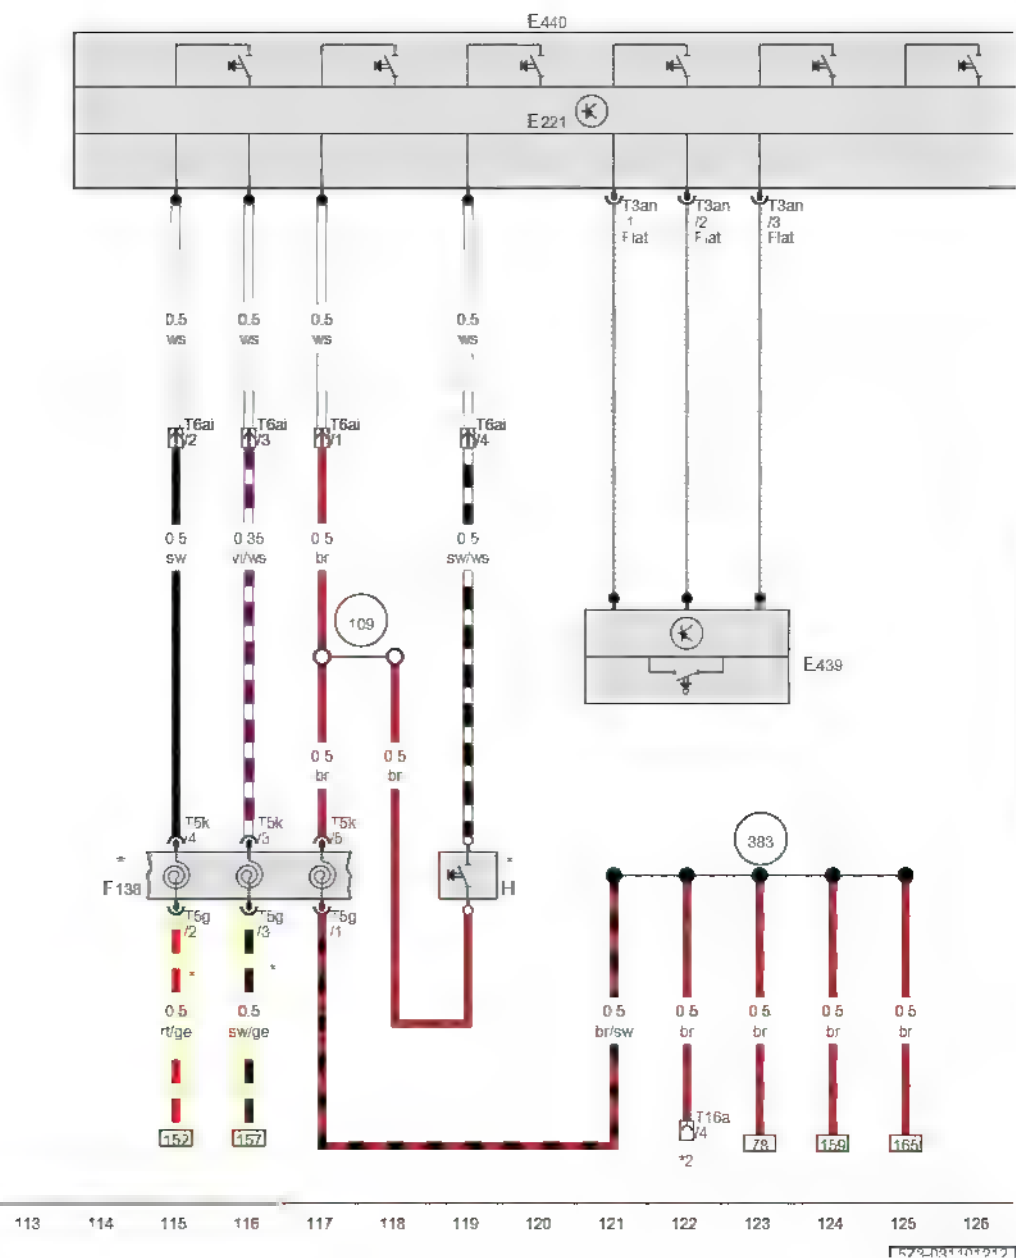 E440
E221
T3an
/2
Flat
T3an
/3
Flat
T3an
1
Flat
0.5
ws
0.5
ws
0.5
ws
0.5
ws
T6ai
/2
T6ai
/3
T6ai
/1
T6ai
/4
0.5
sw
0.35
vi/ws
0.5
br
0.5
sw/ws
109
E439
0.5
br
0.5
br
T5k
/4
T5k
T5k
383
*
F138
*
H
T5g
/2
T5g
/3
T5g
/1
*
*
0.5
rt/ge
0.5
sw/ge
0.5
br/sw
0.5
br
0.5
br
0.5
br
0.5
br
T16a
/4
*2
152
157
78
159
165
113 114 115 116 117 118 119 120 121 122 123 124 125 126